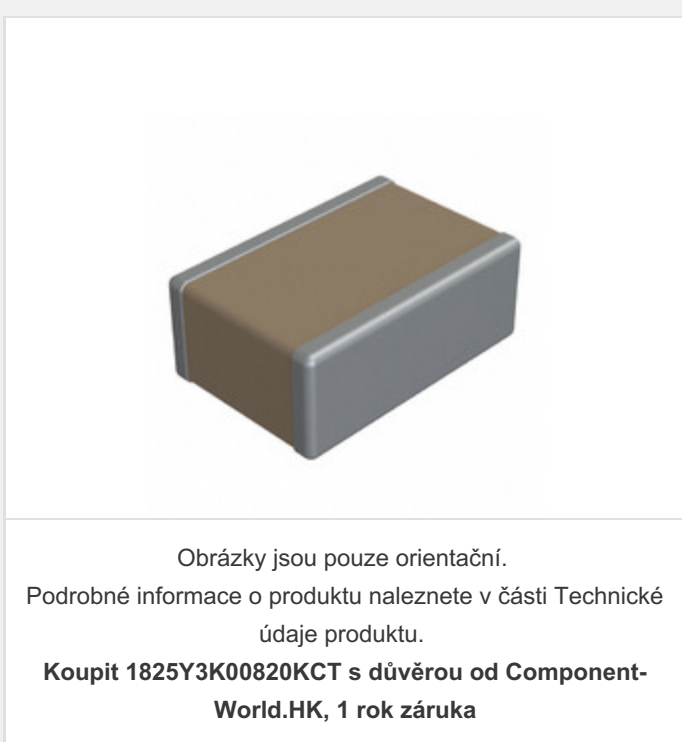 Obrázky jsou pouze orientační.
Podrobné informace o produktu naleznete v části Technické
údaje produktu.
Koupit 1825Y3K00820KCT s důvěrou od Component-
World.HK, 1 rok záruka